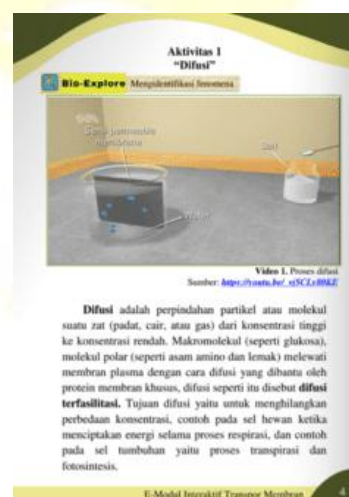 Aktivitas 1
“Difusi”
Bio-Explore Mengidentifikasi fenomena
Semi permeable
membrane
Salt
Water
Video 1. Proses difusi
Difusi adalah perpindahan partikel atau molekul
suatu zat (padat, cair, atau gas) dari konsentrasi tinggi
ke konsentrasi rendah. Makromolekul (seperti glukosa),
molekul polar (seperti asam amino dan lemak) melewati
membran plasma dengan cara difusi yang dibantu oleh
protein membran khusus, difusi seperti itu disebut difusi
terfasilitasi. Tujuan difusi yaitu untuk menghilangkan
perbedaan konsentrasi, contoh pada sel hewan ketika
menciptakan energi selama proses respirasi, dan contoh
pada sel tumbuhan yaitu proses transpirasi dan
fotosintesis.
E-Modul Interaktif Transpor Membran
4